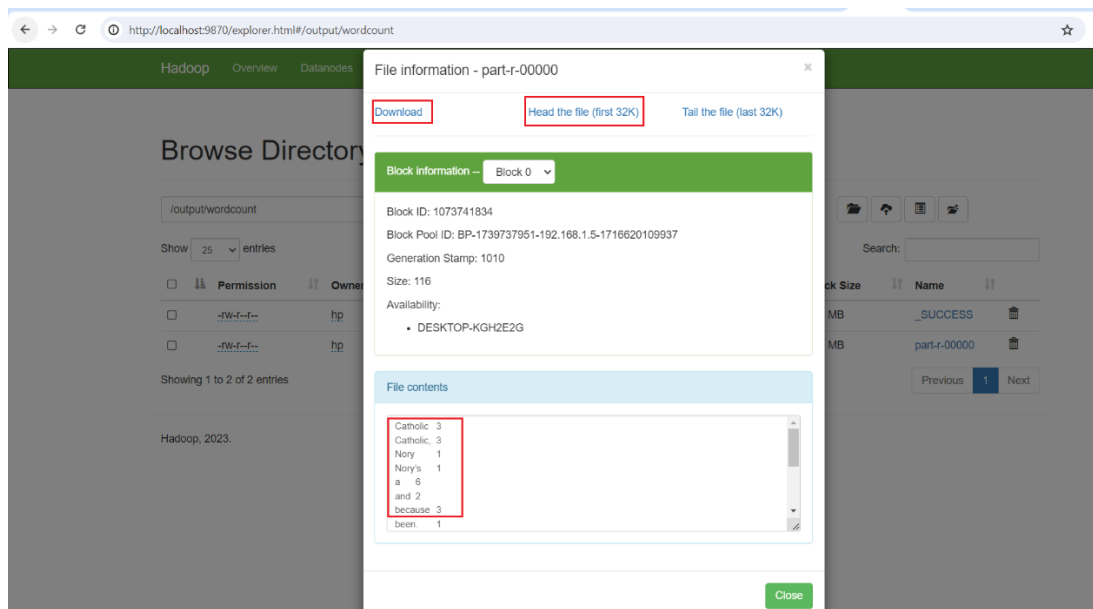 http://localhost:9870/explorer.html#/output/wordcount
Hadoop Overview Datanodes
File information - part-r-00000 ×
Download Head the file (first 32K) Tail the file (last 32K)
Browse Directory
Block information -- Block 0
/output/wordcount
Block ID: 1073741834
Block Pool ID: BP-1739737951-192.168.1.5-1716620109937
Show 25 entries
Search:
Generation Stamp: 1010
Size: 116
Permission Owner ck Size Name
Availability:
-rw-r--r-- hp MB _SUCCESS
DESKTOP-KGH2E2G
-rw-r--r-- hp MB part-r-00000
Showing 1 to 2 of 2 entries
Previous 1 Next
File contents
Catholic 3
Catholic, 3
Hadoop, 2023.
Nory 1
Nory's 1
a 6
and 2
because 3
been. 1
Close